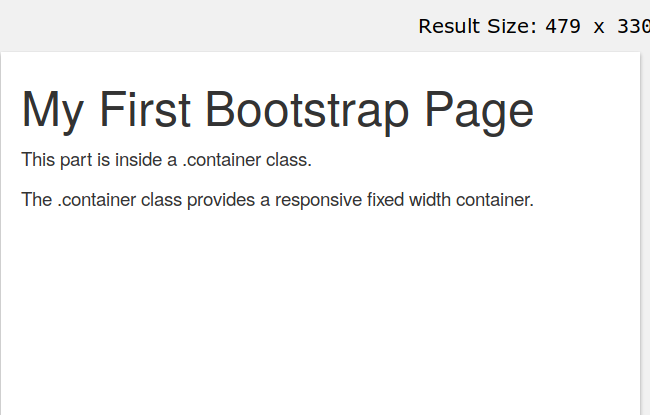 Result Size: 479 x 330
My First Bootstrap Page
This part is inside a .container class.
The .container class provides a responsive fixed width container.